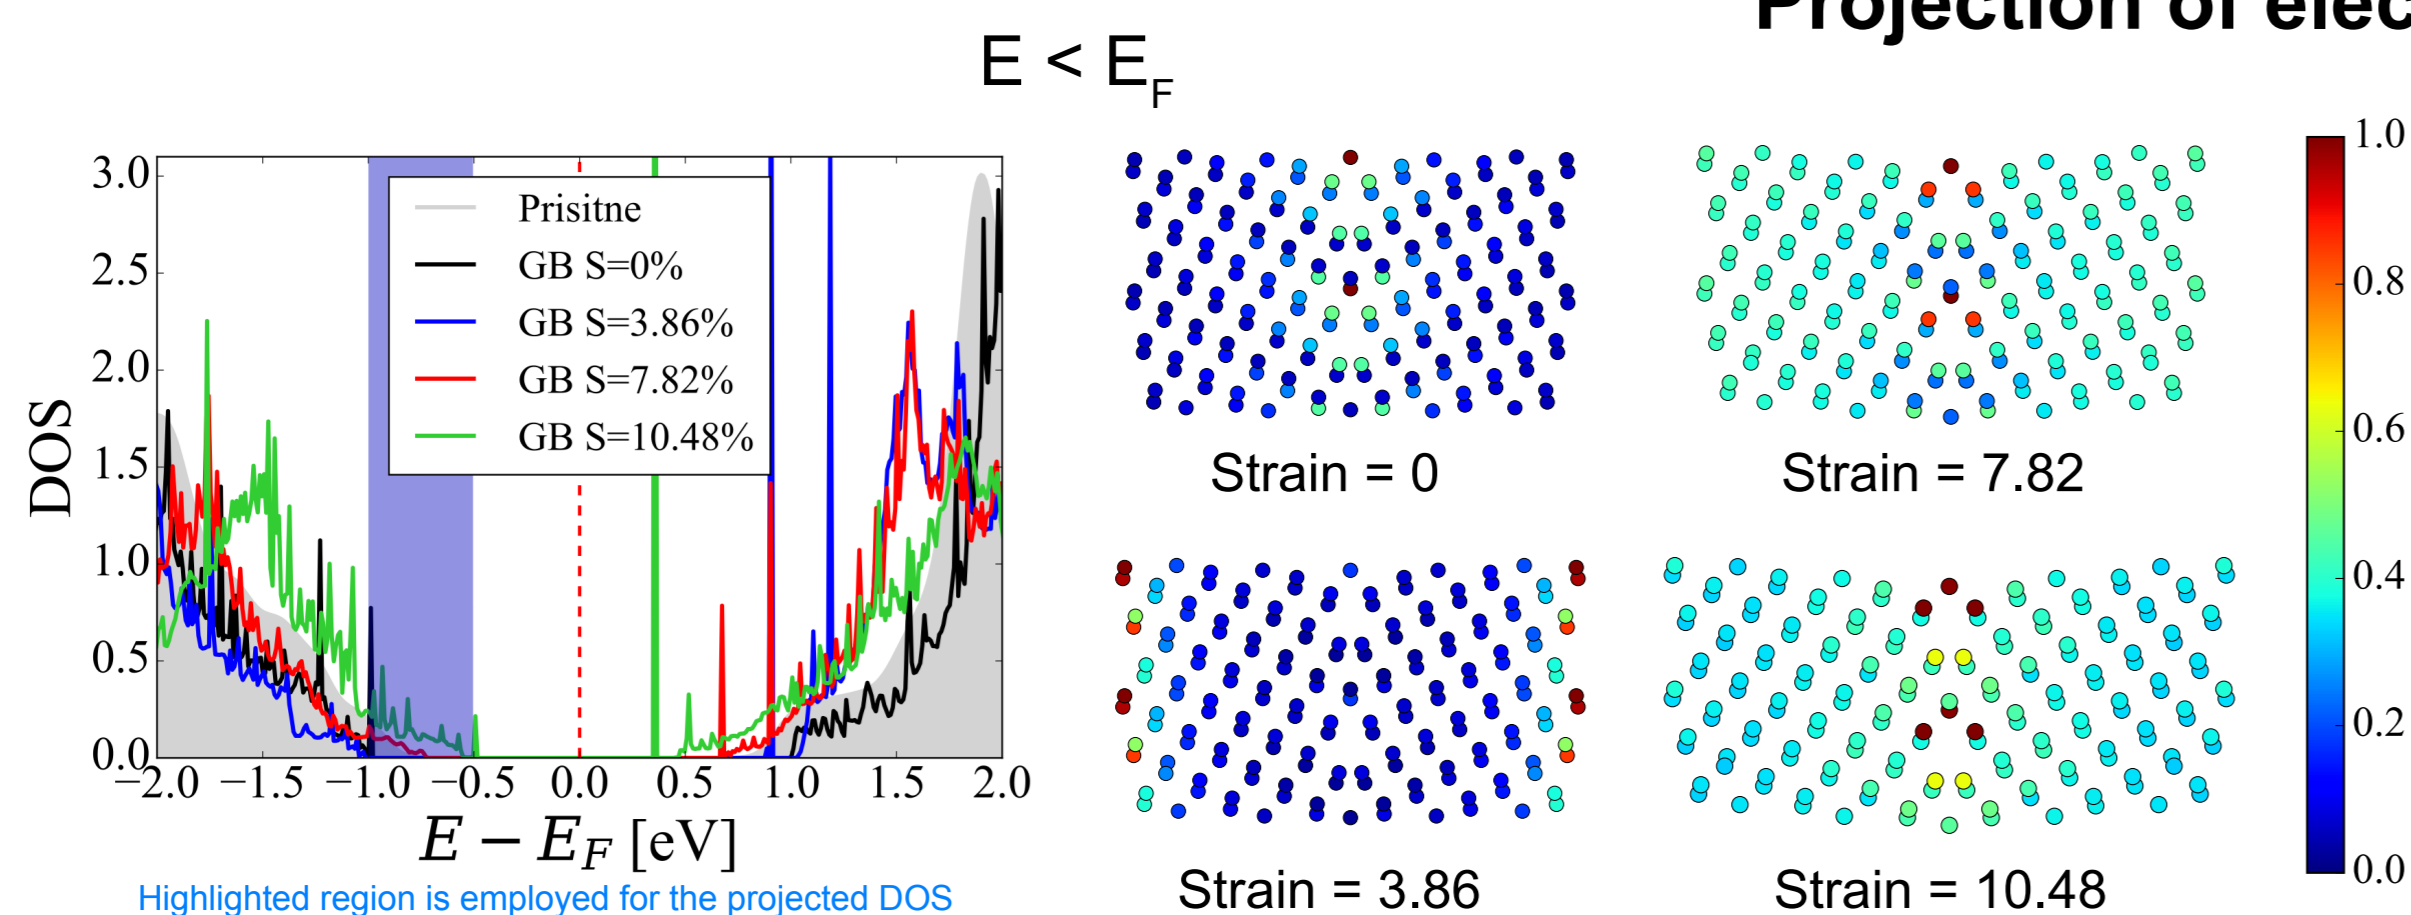 Projection of elec
E < E_F
3.0
2.5
2.0
1.5
1.0
0.5
0.0
DOS
Prisitne
GB S=0%
GB S=3.86%
GB S=7.82%
GB S=10.48%
−2.0 −1.5 −1.0 −0.5 0.0 0.5 1.0 1.5 2.0
E − E_F [eV]
Highlighted region is employed for the projected DOS
Strain = 0
Strain = 7.82
Strain = 3.86
Strain = 10.48
1.0
0.8
0.6
0.4
0.2
0.0